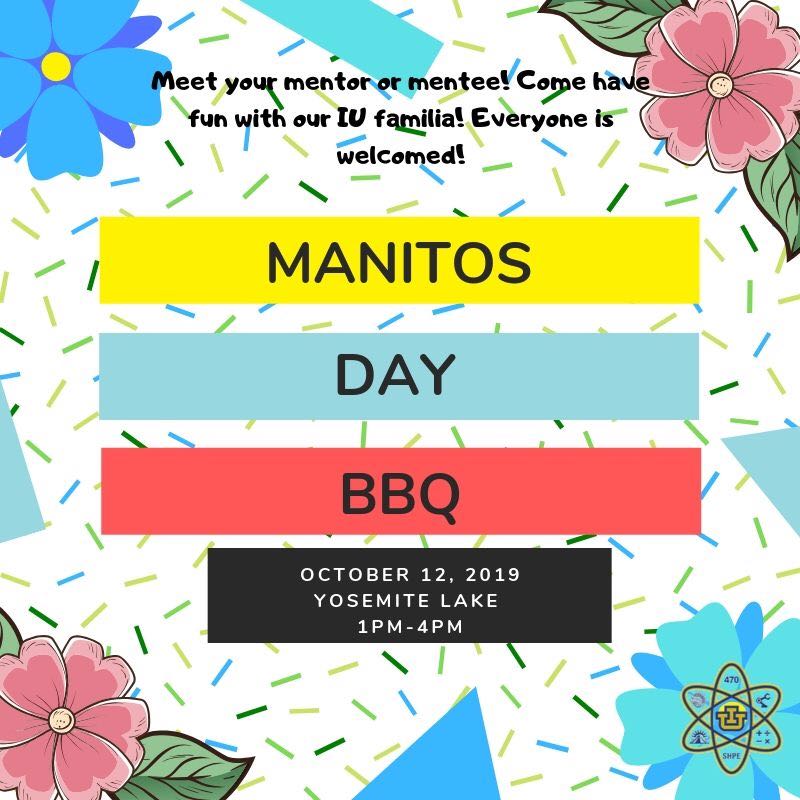 Meet your mentor or mentee! Come have
fun with our IU familia! Everyone is
welcomed!
MANITOS
DAY
BBQ
OCTOBER 12, 2019
YOSEMITE LAKE
1PM-4PM
470
IU
SHPE